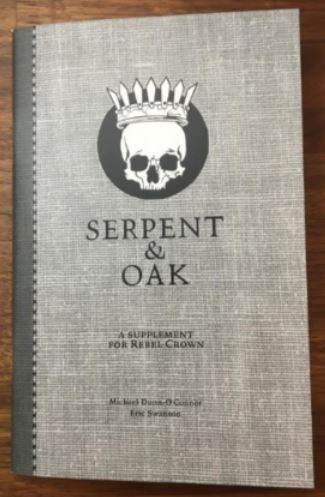 SERPENT
&
OAK
A SUPPLEMENT
FOR REBEL CROWN
Michael Dunn-O'Connor
Eric Swanson